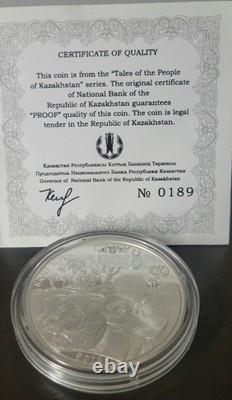 CERTIFICATE OF QUALITY
This coin is from the "Tales of the People
of Kazakhstan" series. The original certificate
of National Bank of the
Republic of Kazakhstan guarantees
"PROOF" quality of this coin. The coin is legal
tender in the Republic of Kazakhstan.
Қазақстан Республикасы Ұлттық Банкінің Төрағасы
Председатель Национального Банка Республики Казахстан
Governor of National Bank of the Republic of Kazakhstan
№ 0189
© wth-us.com